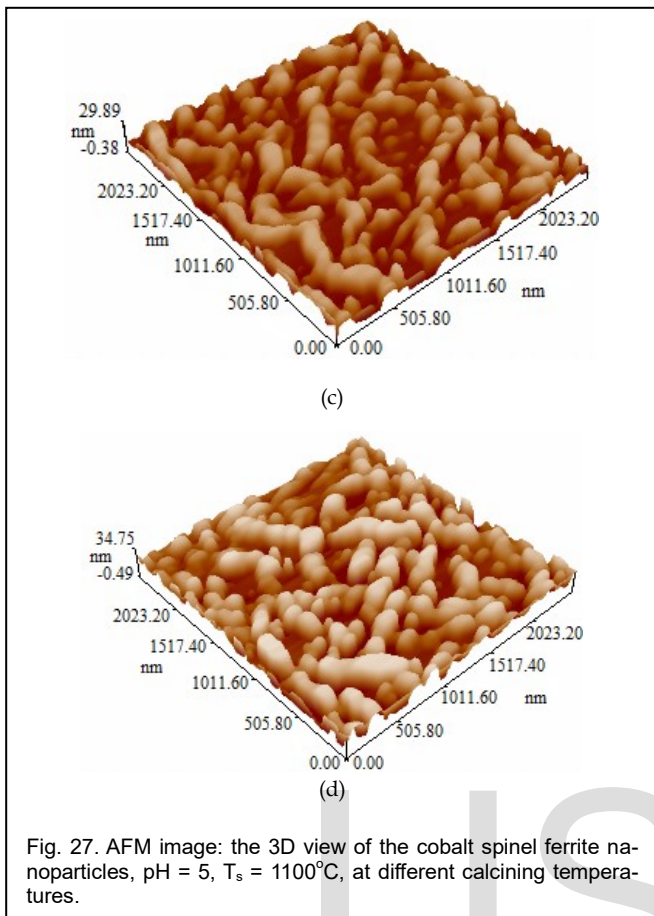 29.89
nm
-0.38
2023.20
1517.40
nm
1011.60
505.80
0.00
0.00
505.80
1011.60
nm
1517.40
2023.20
(c)
34.75
nm
-0.49
2023.20
1517.40
nm
1011.60
505.80
0.00
0.00
505.80
1011.60
nm
1517.40
2023.20
(d)
Fig. 27. AFM image: the 3D view of the cobalt spinel ferrite na-
noparticles, pH = 5, Ts = 1100°C, at different calcining tempera-
tures.